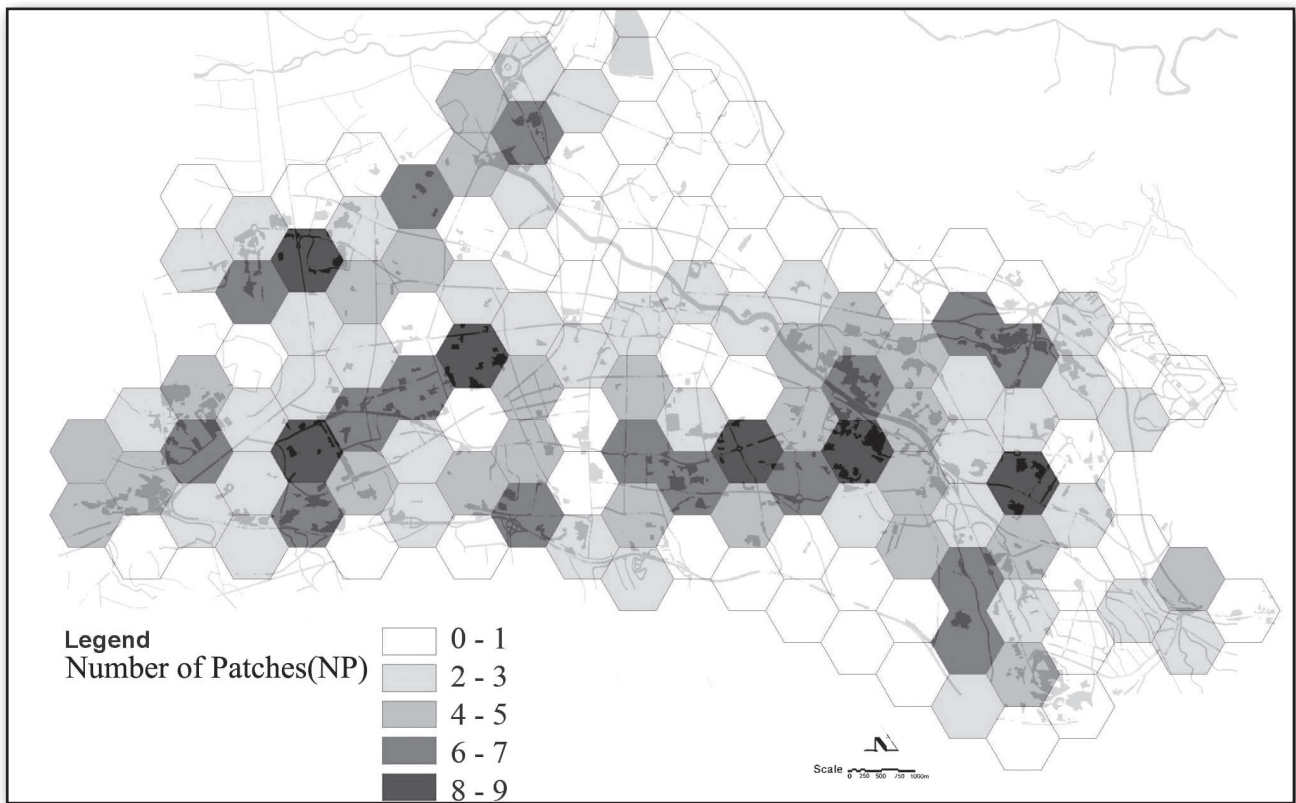 Legend
Number of Patches(NP)
0 - 1
2 - 3
4 - 5
6 - 7
8 - 9
N
Scale
0 250 500 750 1000m